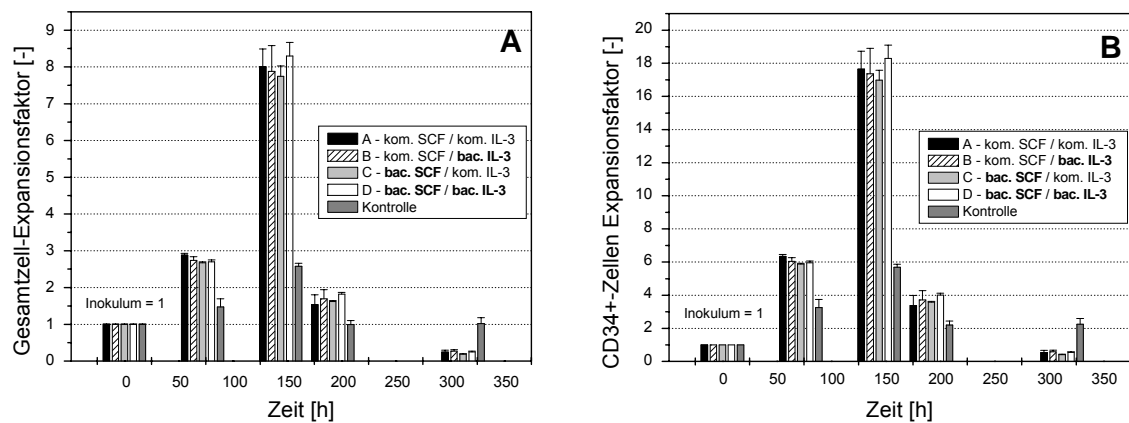 A
Gesamtzell-Expansionsfaktor [-]
9
8
7
6
5
4
3
2
1
0
A - kom. SCF / kom. IL-3
B - kom. SCF / bac. IL-3
C - bac. SCF / kom. IL-3
D - bac. SCF / bac. IL-3
Kontrolle
Inokulum = 1
0 50 100 150 200 250 300 350
Zeit [h]
B
CD34+-Zellen Expansionsfaktor [-]
20
18
16
14
12
10
8
6
4
2
0
A - kom. SCF / kom. IL-3
B - kom. SCF / bac. IL-3
C - bac. SCF / kom. IL-3
D - bac. SCF / bac. IL-3
Kontrolle
Inokulum = 1
0 50 100 150 200 250 300 350
Zeit [h]